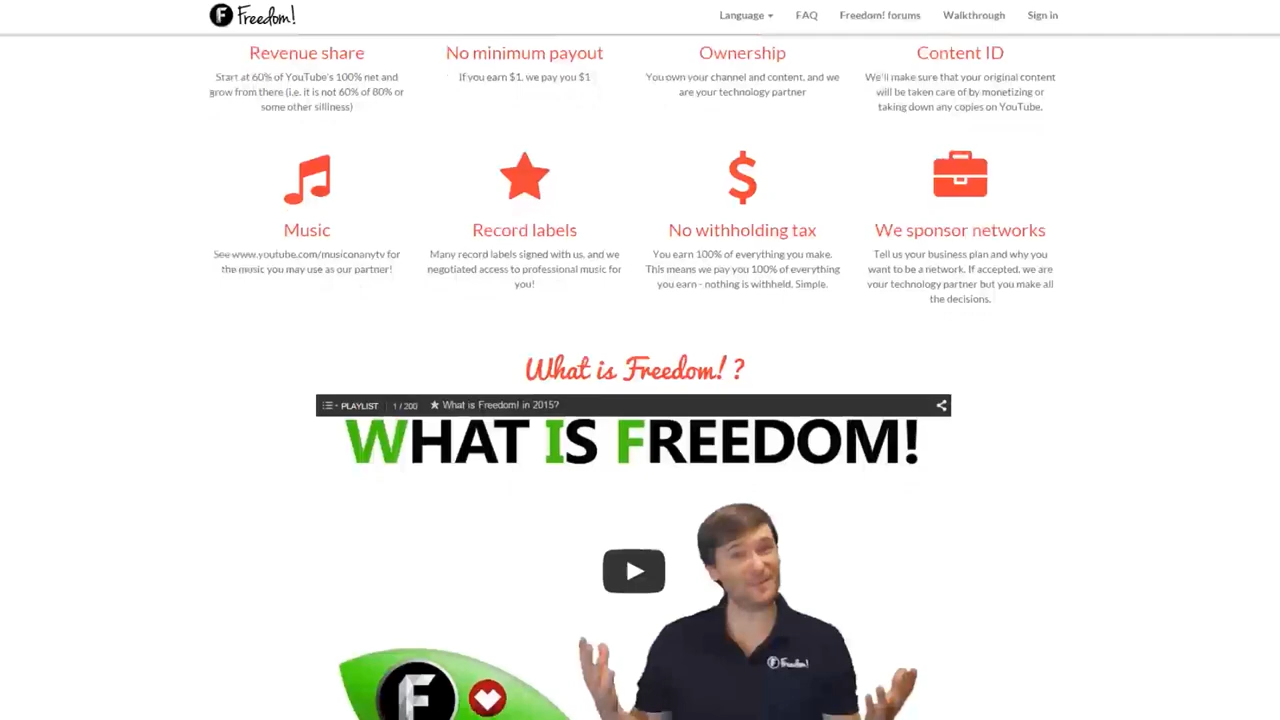 Freedom!
Language
FAQ
Freedom! forums
Walkthrough
Sign in
Revenue share
Start at 60% of YouTube's 100% net and
grow from there (i.e. it is not 60% of 80% or
some other silliness)
No minimum payout
If you earn $1, we pay you $1
Ownership
You own your channel and content, and we
are your technology partner
Content ID
We'll make sure that your original content
will be taken care of by monetizing or
taking down any copies on YouTube.
Music
See www.youtube.com/musiconanytv for
the music you may use as our partner!
Record labels
Many record labels signed with us, and we
negotiated access to professional music for
you!
No withholding tax
You earn 100% of everything you make.
This means we pay you 100% of everything
you earn - nothing is withheld. Simple.
We sponsor networks
Tell us your business plan and why you
want to be a network. If accepted, we are
your technology partner but you make all
the decisions.
What is Freedom! ?
PLAYLIST 1 / 200 ★ What is Freedom! in 2015?
WHAT IS FREEDOM!
Freedom!